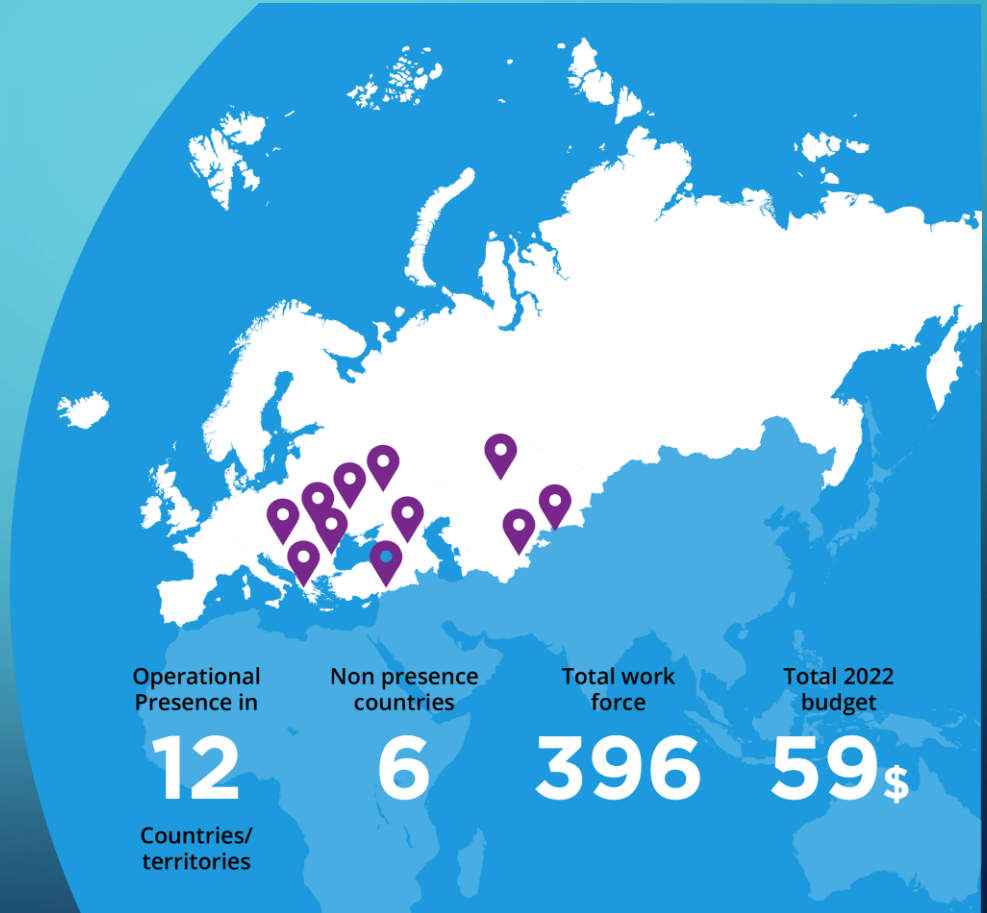 Operational
Presence in
12
Countries/
territories
Non presence
countries
6
Total work
force
396
Total 2022
budget
59$